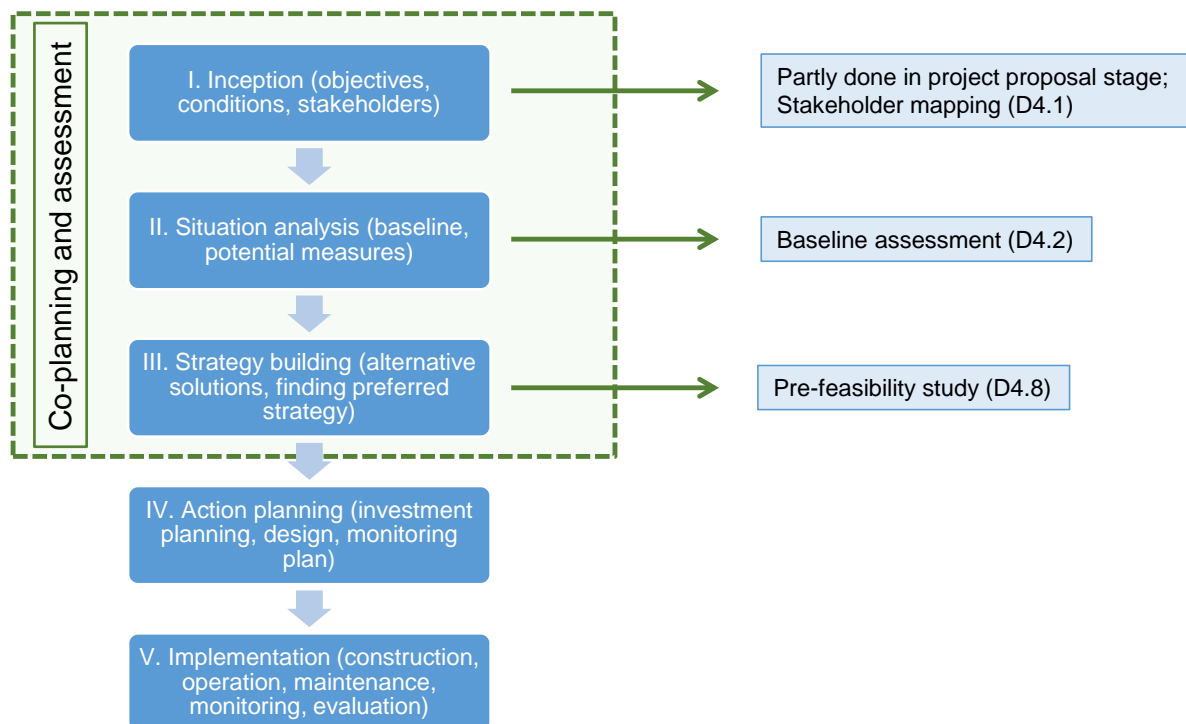 Co-planning and assessment
I. Inception (objectives,
conditions, stakeholders)
Partly done in project proposal stage;
Stakeholder mapping (D4.1)
II. Situation analysis (baseline,
potential measures)
Baseline assessment (D4.2)
III. Strategy building (alternative
solutions, finding preferred
strategy)
Pre-feasibility study (D4.8)
IV. Action planning (investment
planning, design, monitoring
plan)
V. Implementation (construction,
operation, maintenance,
monitoring, evaluation)